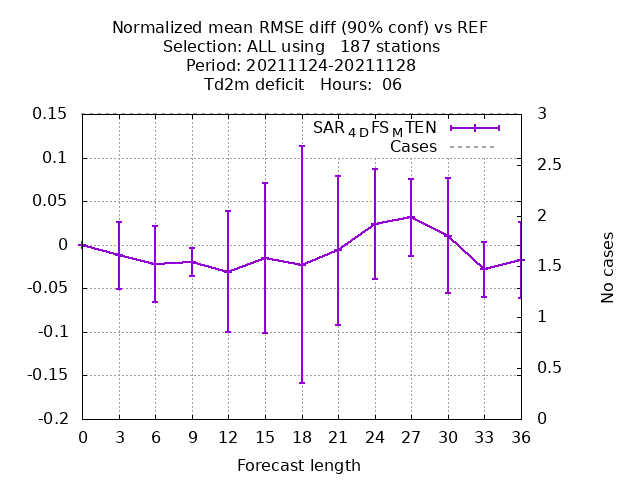 Normalized mean RMSE diff (90% conf) vs REF
Selection: ALL using   187 stations
Period: 20211124-20211128
Td2m deficit   Hours:  06
SAR4DFSMTEN
Cases
0.15
0.1
0.05
0
-0.05
-0.1
-0.15
-0.2
3
2.5
2
1.5
1
0.5
0
No cases
0 3 6 9 12 15 18 21 24 27 30 33 36
Forecast length